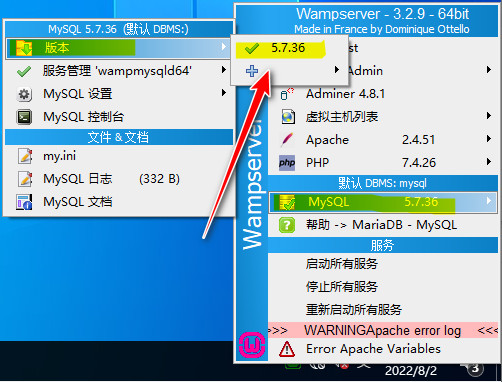 MySQL 5.7.36 (默认 DBMS:)
版本
服务管理 'wampmysqld64'
MySQL 设置
MySQL 控制台
文件 & 文档
my.ini
MySQL 日志 (332 B)
MySQL 文档
5.7.36
Wampserver - 3.2.9 - 64bit
Made in France by Dominique Ottello
Wampserver
st
Admin
Adminer 4.8.1
虚拟主机列表
Apache 2.4.51
php PHP 7.4.26
默认 DBMS: mysql
MySQL 5.7.36
帮助 -> MariaDB - MySQL
服务
启动所有服务
停止所有服务
重新启动所有服务
>>> WARNINGApache error log <<<
Error Apache Variables
2022/8/2
3